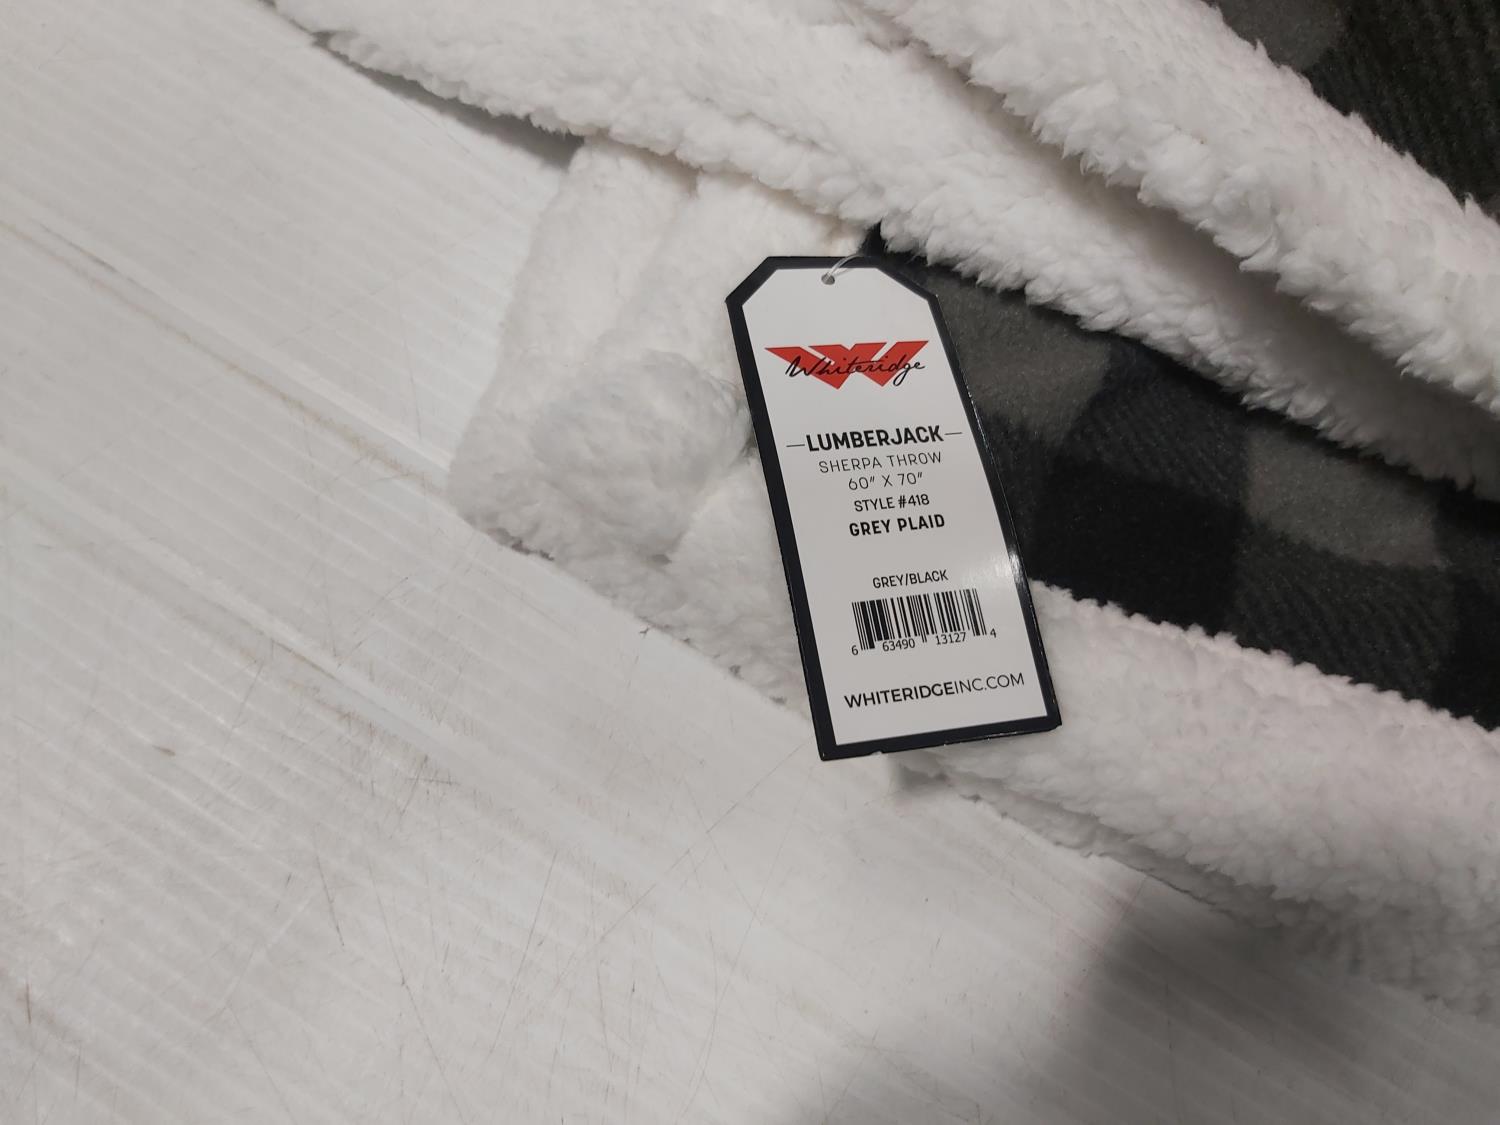 Whiteridge
LUMBERJACK
SHERPA THROW
60" X 70"
STYLE #418
GREY PLAID
GREY/BLACK
6 63490 13127 4
WHITERIDGEINC.COM